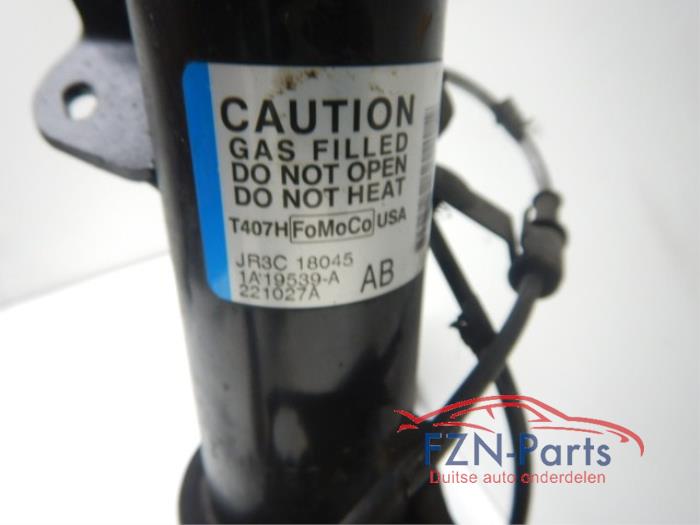 CAUTION
GAS FILLED
DO NOT OPEN
DO NOT HEAT
T407H FoMoCo USA
JR3C 18045
1A'19539-A AB
221027A
FZN-Parts
Duitse auto onderdelen